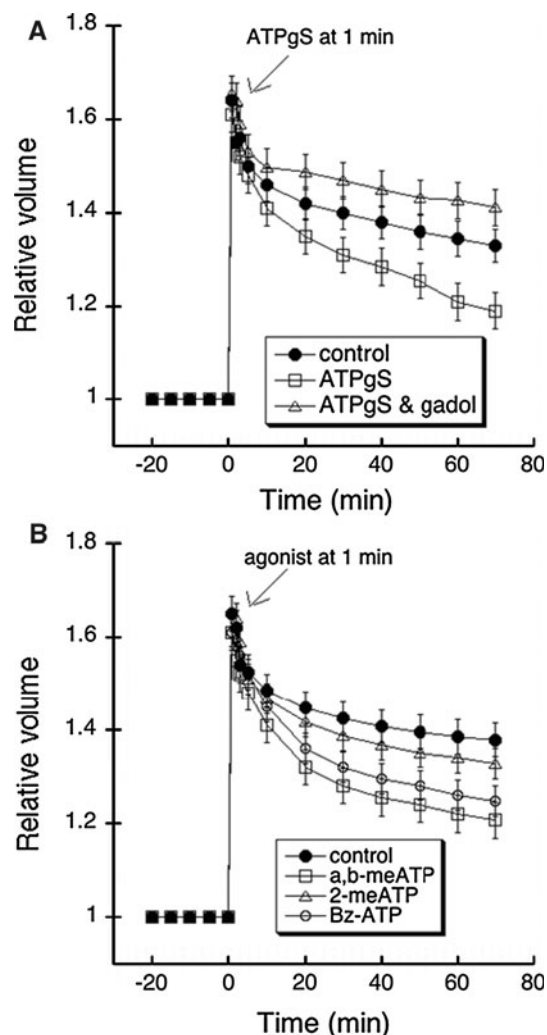 A
ATPgS at 1 min
1.8
1.6
1.4
1.2
1
Relative volume
control
ATPgS
ATPgS & gadol
-20 0 20 40 60 80
Time (min)
B
agonist at 1 min
1.8
1.6
1.4
1.2
1
Relative volume
control
a,b-meATP
2-meATP
Bz-ATP
-20 0 20 40 60 80
Time (min)